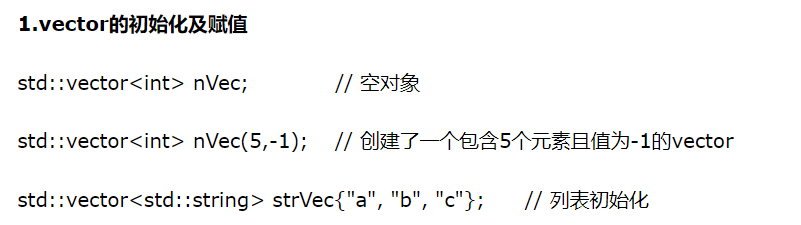 1.vector的初始化及赋值
std::vector<int> nVec;	// 空对象
std::vector<int> nVec(5,-1);	// 创建了一个包含5个元素且值为-1的vector
std::vector<std::string> strVec{"a", "b", "c"};	// 列表初始化